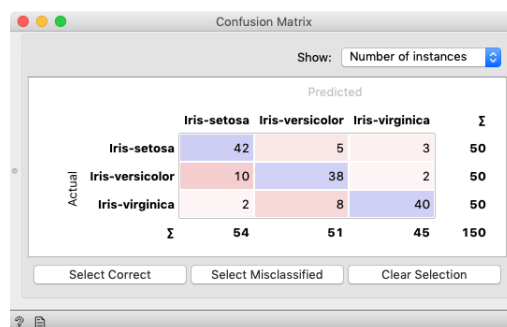 Confusion Matrix
Show: Number of instances
Predicted
Iris-setosa Iris-versicolor Iris-virginica Σ
Iris-setosa 42 5 3 50
Actual
Iris-versicolor 10 38 2 50
Iris-virginica 2 8 40 50
Σ 54 51 45 150
Select Correct Select Misclassified Clear Selection
?